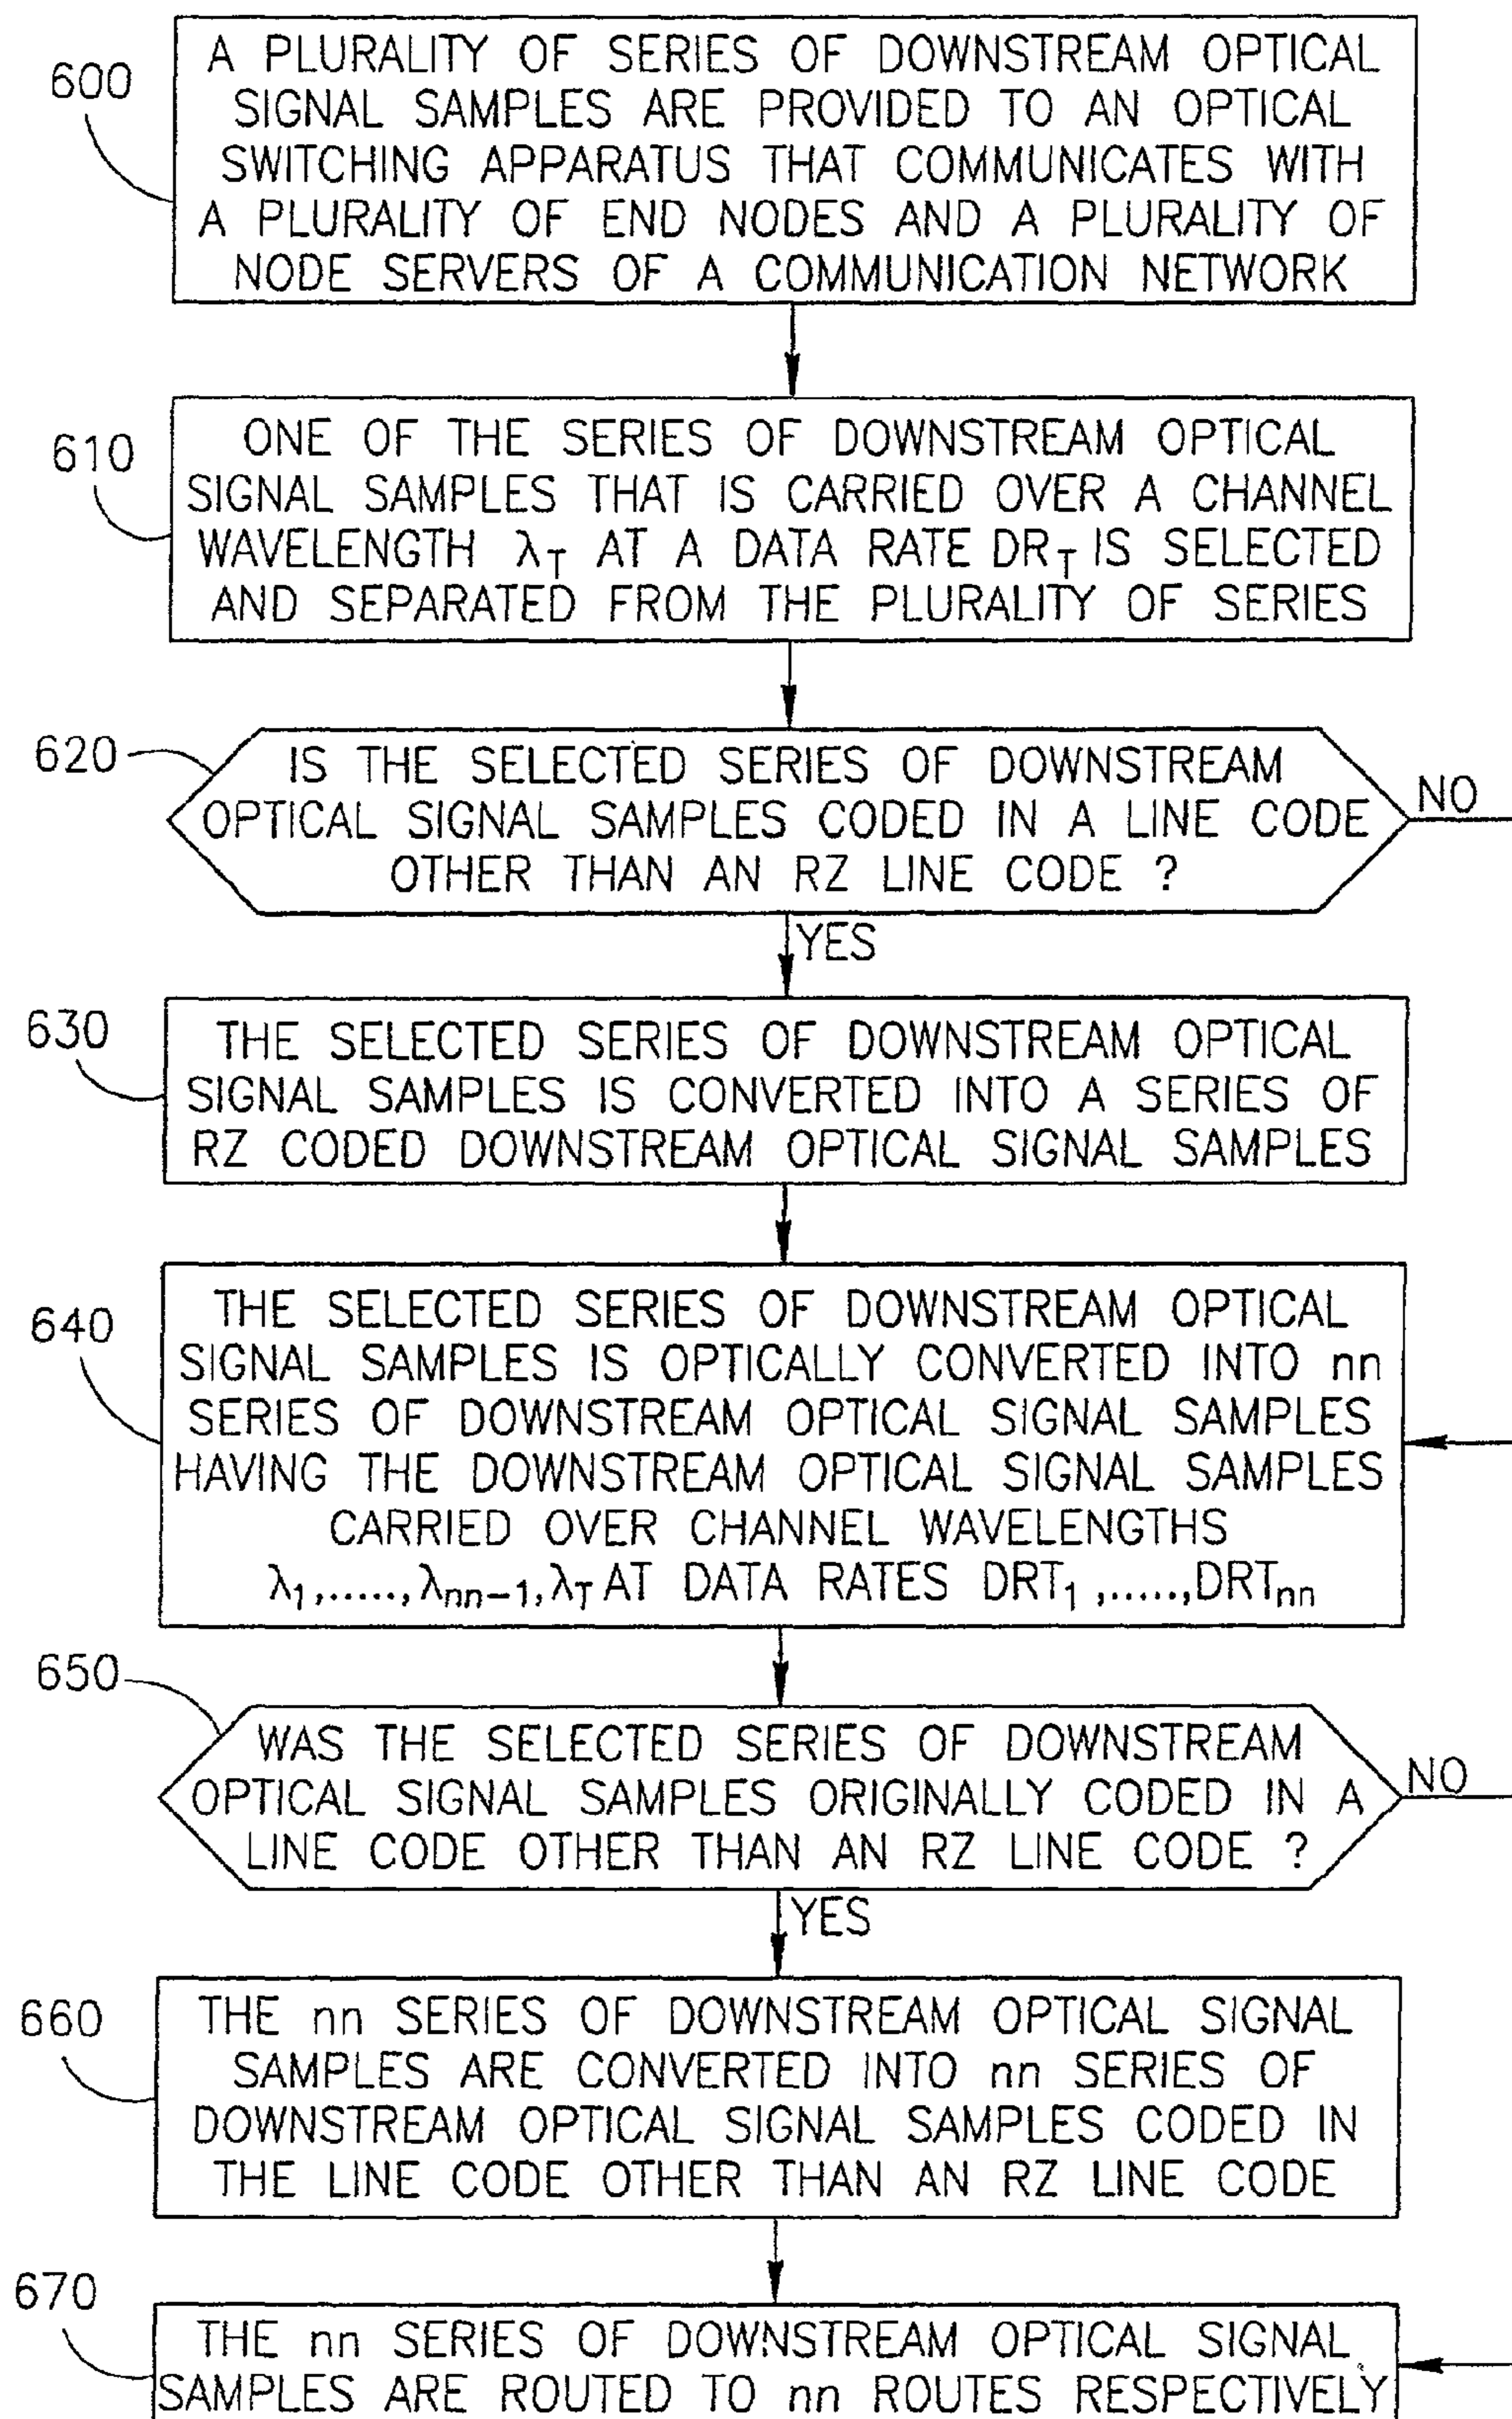 600
A PLURALITY OF SERIES OF DOWNSTREAM OPTICAL
SIGNAL SAMPLES ARE PROVIDED TO AN OPTICAL
SWITCHING APPARATUS THAT COMMUNICATES WITH
A PLURALITY OF END NODES AND A PLURALITY OF
NODE SERVERS OF A COMMUNICATION NETWORK
610
ONE OF THE SERIES OF DOWNSTREAM OPTICAL
SIGNAL SAMPLES THAT IS CARRIED OVER A CHANNEL
WAVELENGTH λT AT A DATA RATE DRT IS SELECTED
AND SEPARATED FROM THE PLURALITY OF SERIES
620
IS THE SELECTED SERIES OF DOWNSTREAM
OPTICAL SIGNAL SAMPLES CODED IN A LINE CODE
OTHER THAN AN RZ LINE CODE ?
NO
YES
630
THE SELECTED SERIES OF DOWNSTREAM OPTICAL
SIGNAL SAMPLES IS CONVERTED INTO A SERIES OF
RZ CODED DOWNSTREAM OPTICAL SIGNAL SAMPLES
640
THE SELECTED SERIES OF DOWNSTREAM OPTICAL
SIGNAL SAMPLES IS OPTICALLY CONVERTED INTO nn
SERIES OF DOWNSTREAM OPTICAL SIGNAL SAMPLES
HAVING THE DOWNSTREAM OPTICAL SIGNAL SAMPLES
CARRIED OVER CHANNEL WAVELENGTHS
λ1,.....,λnn-1,λT AT DATA RATES DRT1,.....,DRTnn
650
WAS THE SELECTED SERIES OF DOWNSTREAM
OPTICAL SIGNAL SAMPLES ORIGINALLY CODED IN A
LINE CODE OTHER THAN AN RZ LINE CODE ?
NO
YES
660
THE nn SERIES OF DOWNSTREAM OPTICAL SIGNAL
SAMPLES ARE CONVERTED INTO nn SERIES OF
DOWNSTREAM OPTICAL SIGNAL SAMPLES CODED IN
THE LINE CODE OTHER THAN AN RZ LINE CODE
670
THE nn SERIES OF DOWNSTREAM OPTICAL SIGNAL
SAMPLES ARE ROUTED TO nn ROUTES RESPECTIVELY